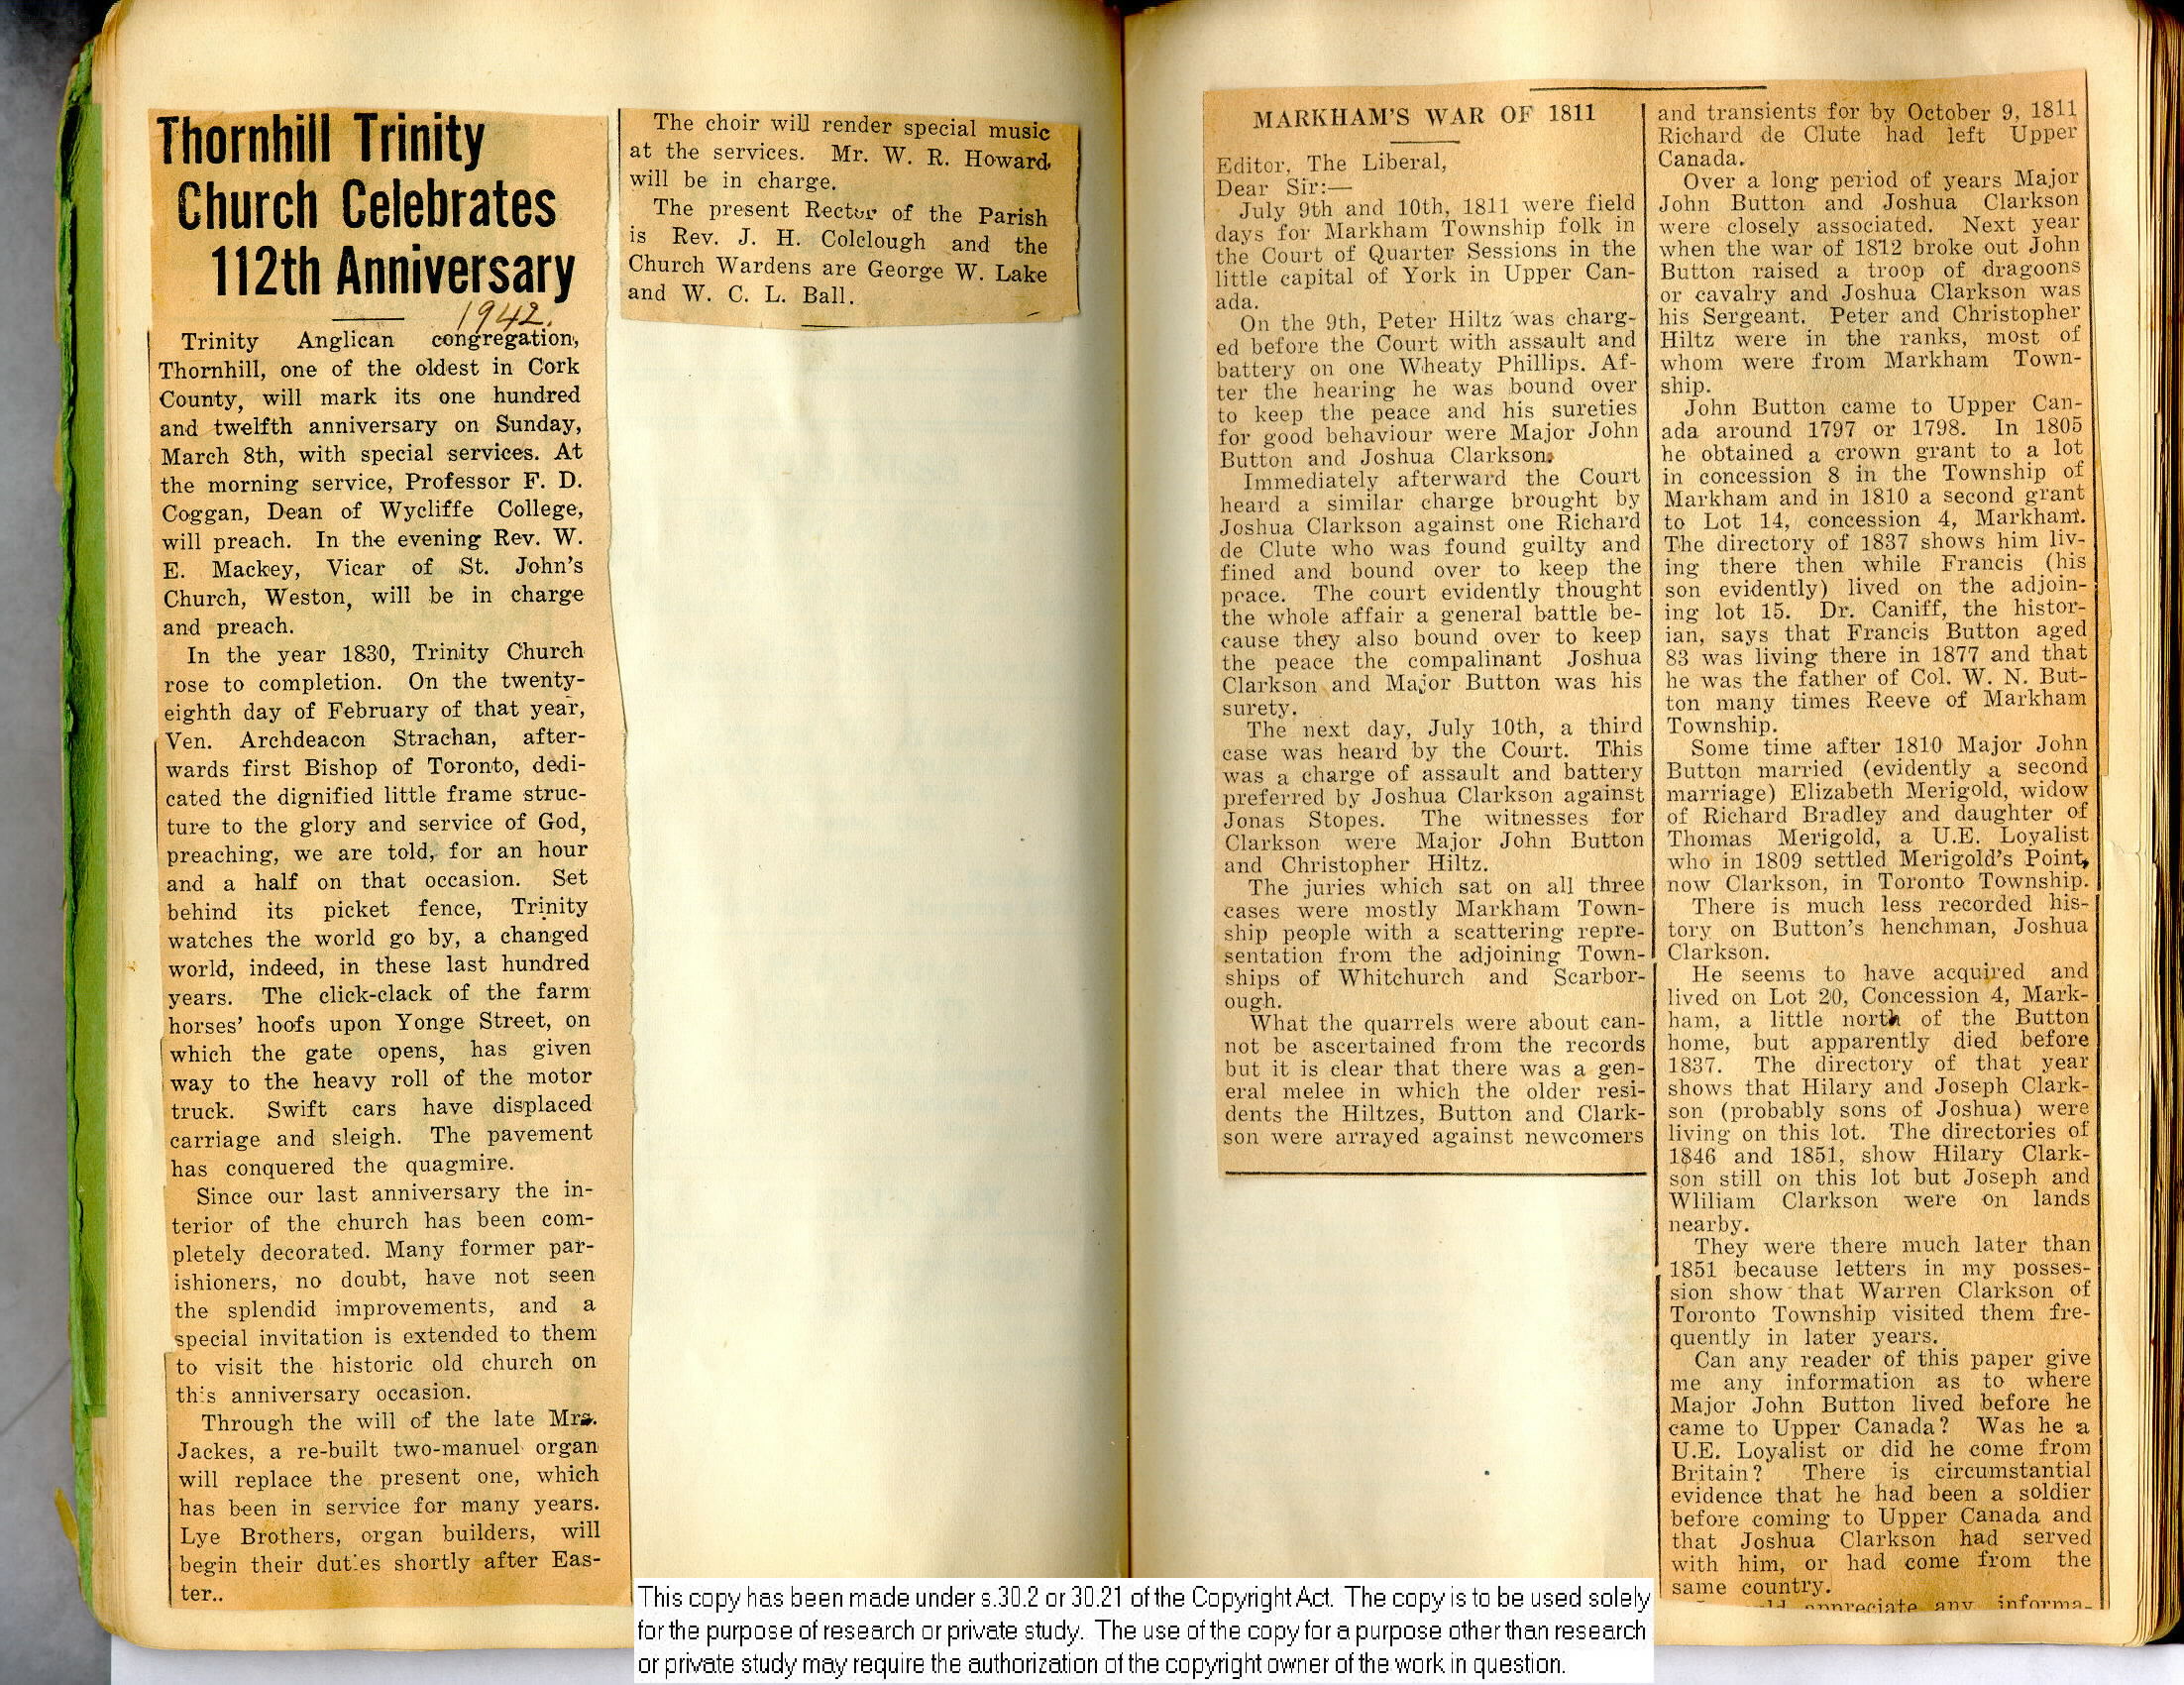 Thornhill Trinity
Church Celebrates
112th Anniversary
1942.
Trinity Anglican congregation,
Thornhill, one of the oldest in Cork
County, will mark its one hundred
and twelfth anniversary on Sunday,
March 8th, with special services. At
the morning service, Professor F. D.
Coggan, Dean of Wycliffe College,
will preach. In the evening Rev. W.
E. Mackey, Vicar of St. John's
Church, Weston, will be in charge
and preach.
In the year 1830, Trinity Church
rose to completion. On the twenty-
eighth day of February of that year,
Ven. Archdeacon Strachan, after-
wards first Bishop of Toronto, dedi-
cated the dignified little frame struc-
ture to the glory and service of God,
preaching, we are told, for an hour
and a half on that occasion. Set
behind its picket fence, Trinity
watches the world go by, a changed
world, indeed, in these last hundred
years. The click-clack of the farm
horses' hoofs upon Yonge Street, on
which the gate opens, has given
way to the heavy roll of the motor
truck. Swift cars have displaced
carriage and sleigh. The pavement
has conquered the quagmire.
Since our last anniversary the in-
terior of the church has been com-
pletely decorated. Many former par-
ishioners, no doubt, have not seen
the splendid improvements, and a
special invitation is extended to them
to visit the historic old church on
this anniversary occasion.
Through the will of the late Mrs.
Jackes, a re-built two-manuel organ
will replace the present one, which
has been in service for many years.
Lye Brothers, organ builders, will
begin their duties shortly after Eas-
ter..
The choir will render special music
at the services. Mr. W. R. Howard
will be in charge.
The present Rector of the Parish
is Rev. J. H. Colclough and the
Church Wardens are George W. Lake
and W. C. L. Ball.
MARKHAM'S WAR OF 1811
Editor, The Liberal,
Dear Sir:—
July 9th and 10th, 1811 were field
days for Markham Township folk in
the Court of Quarter Sessions in the
little capital of York in Upper Can-
ada.
On the 9th, Peter Hiltz was charg-
ed before the Court with assault and
battery on one Wheaty Phillips. Af-
ter the hearing he was bound over
to keep the peace and his sureties
for good behaviour were Major John
Button and Joshua Clarkson.
Immediately afterward the Court
heard a similar charge brought by
Joshua Clarkson against one Richard
de Clute who was found guilty and
fined and bound over to keep the
peace. The court evidently thought
the whole affair a general battle be-
cause they also bound over to keep
the peace the compalinant Joshua
Clarkson and Major Button was his
surety.
The next day, July 10th, a third
case was heard by the Court. This
was a charge of assault and battery
preferred by Joshua Clarkson against
Jonas Stopes. The witnesses for
Clarkson were Major John Button
and Christopher Hiltz.
The juries which sat on all three
cases were mostly Markham Town-
ship people with a scattering repre-
sentation from the adjoining Town-
ships of Whitchurch and Scarbor-
ough.
What the quarrels were about can-
not be ascertained from the records
but it is clear that there was a gen-
eral melee in which the older resi-
dents the Hiltzes, Button and Clark-
son were arrayed against newcomers
and transients for by October 9, 1811
Richard de Clute had left Upper
Canada.
Over a long period of years Major
John Button and Joshua Clarkson
were closely associated. Next year
when the war of 1812 broke out John
Button raised a troop of dragoons
or cavalry and Joshua Clarkson was
his Sergeant. Peter and Christopher
Hiltz were in the ranks, most of
whom were from Markham Town-
ship.
John Button came to Upper Can-
ada around 1797 or 1798. In 1805
he obtained a crown grant to a lot
in concession 8 in the Township of
Markham and in 1810 a second grant
to Lot 14, concession 4, Markham.
The directory of 1837 shows him liv-
ing there then while Francis (his
son evidently) lived on the adjoin-
ing lot 15. Dr. Caniff, the histor-
ian, says that Francis Button aged
83 was living there in 1877 and that
he was the father of Col. W. N. But-
ton many times Reeve of Markham
Township.
Some time after 1810 Major John
Button married (evidently a second
marriage) Elizabeth Merigold, widow
of Richard Bradley and daughter of
Thomas Merigold, a U.E. Loyalist
who in 1809 settled Merigold's Point,
now Clarkson, in Toronto Township.
There is much less recorded his-
tory on Button's henchman, Joshua
Clarkson.
He seems to have acquired and
lived on Lot 20, Concession 4, Mark-
ham, a little north of the Button
home, but apparently died before
1837. The directory of that year
shows that Hilary and Joseph Clark-
son (probably sons of Joshua) were
living on this lot. The directories of
1846 and 1851, show Hilary Clark-
son still on this lot but Joseph and
Wliliam Clarkson were on lands
nearby.
They were there much later than
1851 because letters in my posses-
sion show that Warren Clarkson of
Toronto Township visited them fre-
quently in later years.
Can any reader of this paper give
me any information as to where
Major John Button lived before he
came to Upper Canada? Was he a
U.E. Loyalist or did he come from
Britain? There is circumstantial
evidence that he had been a soldier
before coming to Upper Canada and
that Joshua Clarkson had served
with him, or had come from the
same country.
appreciate any informa-
This copy has been made under s.30.2 or 30.21 of the Copyright Act. The copy is to be used solely
for the purpose of research or private study. The use of the copy for a purpose other than research
or private study may require the authorization of the copyright owner of the work in question.